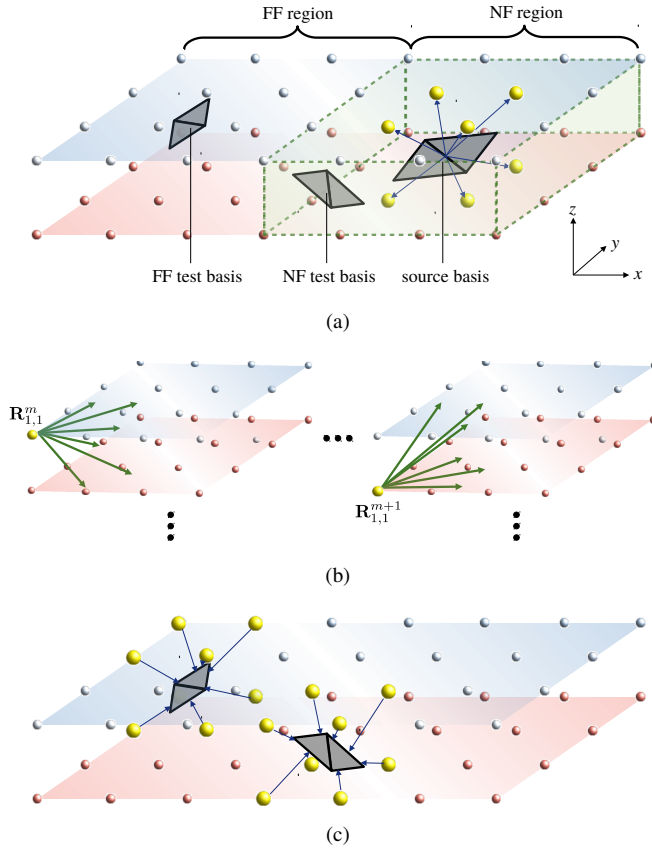 FF region NF region
z
y
x
FF test basis NF test basis source basis
(a)
R^m_{1,1}
R^{m+1}_{1,1}
(b)
(c)